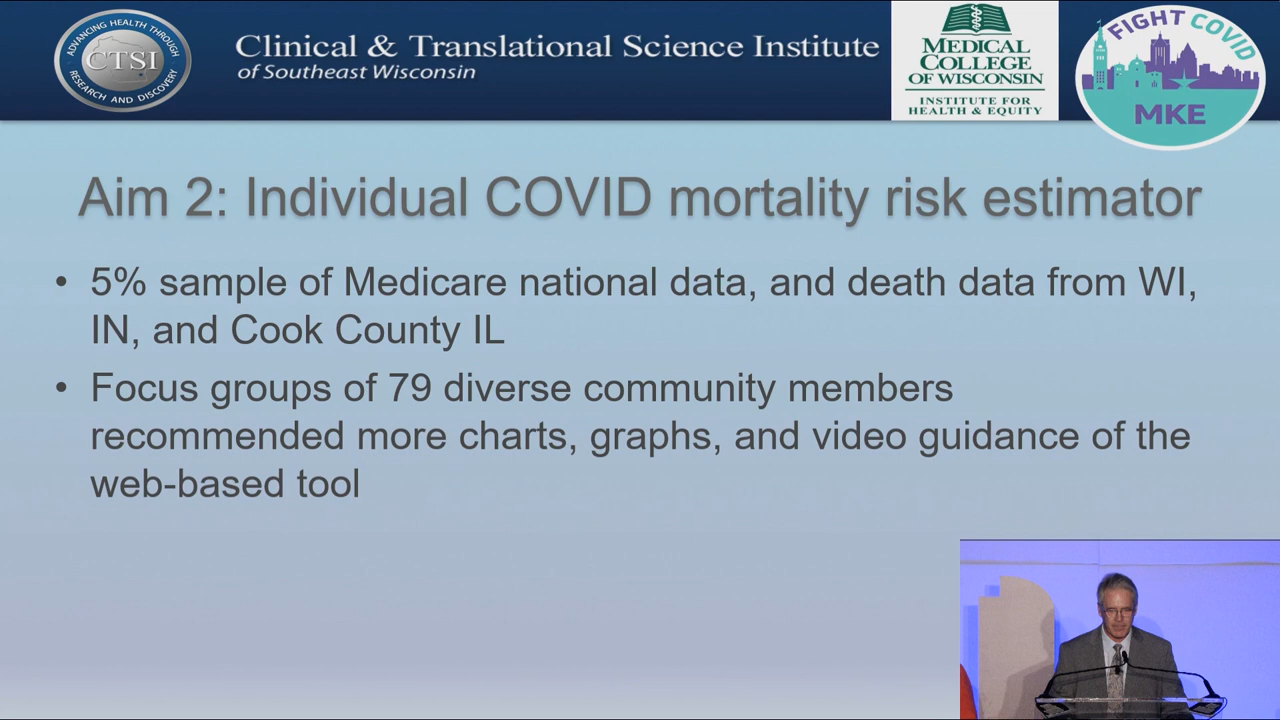 ADVANCING HEALTH THROUGH
CTSI
RESEARCH AND DISCOVERY
Clinical & Translational Science Institute
of Southeast Wisconsin
MEDICAL
COLLEGE
OF WISCONSIN
INSTITUTE FOR
HEALTH & EQUITY
FIGHT COVID
MKE
Aim 2: Individual COVID mortality risk estimator
• 5% sample of Medicare national data, and death data from WI,
IN, and Cook County IL
• Focus groups of 79 diverse community members
recommended more charts, graphs, and video guidance of the
web-based tool